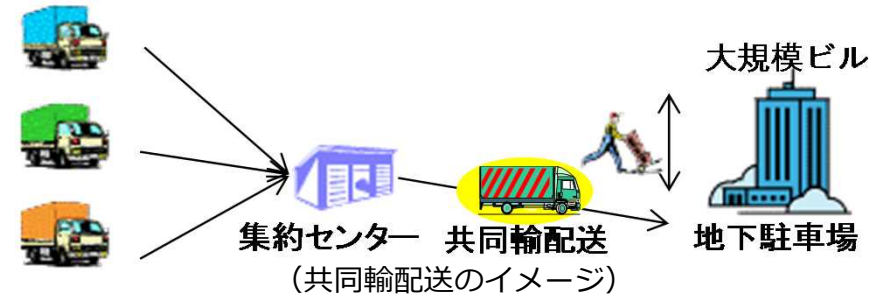 大規模ビル
集約センター
共同輸配送
地下駐車場
（共同輸配送のイメージ）